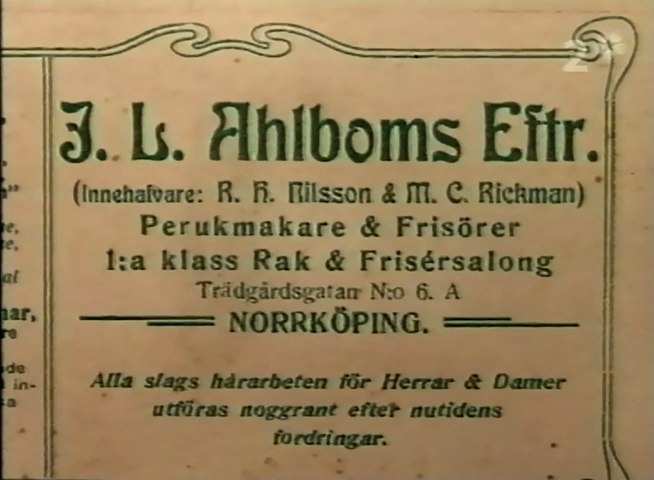 J. L. Ahlboms Eftr.
(Innehafvare: R. H. Nilsson & M. C. Rickman)
Perukmakare & Frisörer
1:a klass Rak & Frisérsalong
Trädgårdsgatan N:o 6. A
NORRKÖPING.
Alla slags hårarbeten för Herrar & Damer
utföras noggrant efter nutidens
fordringar.